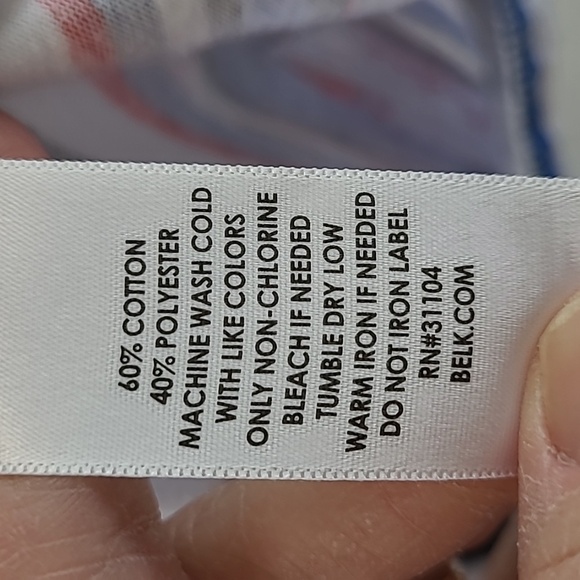 60% COTTON
40% POLYESTER
MACHINE WASH COLD
WITH LIKE COLORS
ONLY NON-CHLORINE
BLEACH IF NEEDED
TUMBLE DRY LOW
WARM IRON IF NEEDED
DO NOT IRON LABEL
RN#31104
BELK.COM